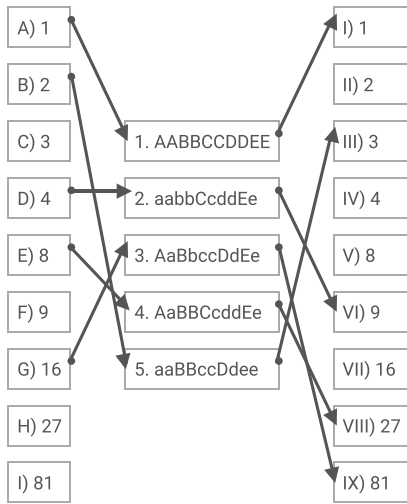 A) 1
B) 2
C) 3
D) 4
E) 8
F) 9
G) 16
H) 27
I) 81
1. AABBCCDDEE
2. aabbCcddEe
3. AaBbccDdEe
4. AaBBCcddEe
5. aaBBccDdee
I) 1
II) 2
III) 3
IV) 4
V) 8
VI) 9
VII) 16
VIII) 27
IX) 81